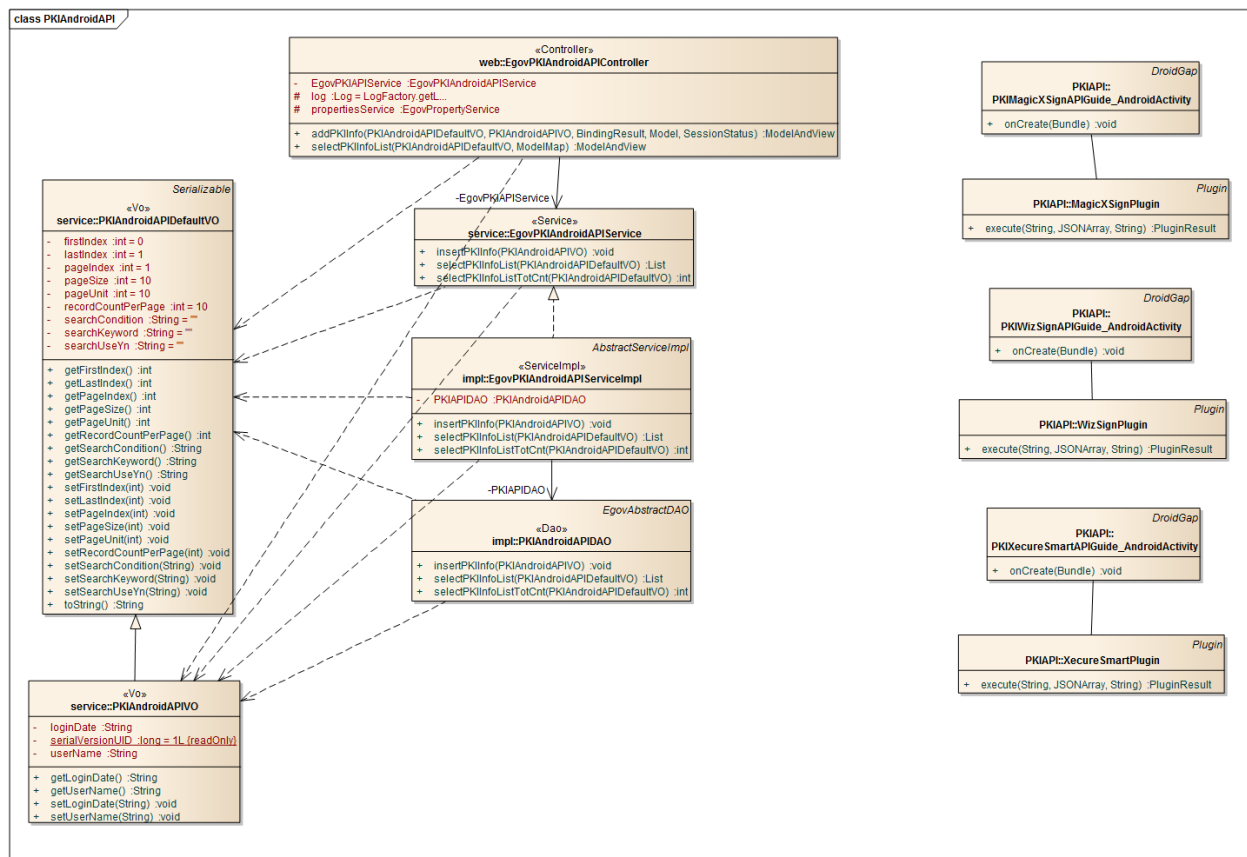 class PKIAndroidAPI
«Controller»
web::EgovPKIAndroidAPIController
- EgovPKIAPIService :EgovPKIAndroidAPIService
# log :Log = LogFactory.getL...
# propertiesService :EgovPropertyService
+ addPKIInfo(PKIAndroidAPIDefaultVO, PKIAndroidAPIVO, BindingResult, Model, SessionStatus) :ModelAndView
+ selectPKIInfoList(PKIAndroidAPIDefaultVO, ModelMap) :ModelAndView
-EgovPKIAPIService
Serializable
«Vo»
service::PKIAndroidAPIDefaultVO
- firstIndex :int = 0
- lastIndex :int = 1
- pageIndex :int = 1
- pageSize :int = 10
- pageUnit :int = 10
- recordCountPerPage :int = 10
- searchCondition :String = ""
- searchKeyword :String = ""
- searchUseYn :String = ""
+ getFirstIndex() :int
+ getLastIndex() :int
+ getPageIndex() :int
+ getPageSize() :int
+ getPageUnit() :int
+ getRecordCountPerPage() :int
+ getSearchCondition() :String
+ getSearchKeyword() :String
+ getSearchUseYn() :String
+ setFirstIndex(int) :void
+ setLastIndex(int) :void
+ setPageIndex(int) :void
+ setPageSize(int) :void
+ setPageUnit(int) :void
+ setRecordCountPerPage(int) :void
+ setSearchCondition(String) :void
+ setSearchKeyword(String) :void
+ setSearchUseYn(String) :void
+ toString() :String
«Service»
service::EgovPKIAndroidAPIService
+ insertPKIInfo(PKIAndroidAPIVO) :void
+ selectPKIInfoList(PKIAndroidAPIDefaultVO) :List
+ selectPKIInfoListTotCnt(PKIAndroidAPIDefaultVO) :int
AbstractServiceImpl
«ServiceImpl»
impl::EgovPKIAndroidAPIServiceImpl
- PKIAPIDAO :PKIAndroidAPIDAO
+ insertPKIInfo(PKIAndroidAPIVO) :void
+ selectPKIInfoList(PKIAndroidAPIDefaultVO) :List
+ selectPKIInfoListTotCnt(PKIAndroidAPIDefaultVO) :int
-PKIAPIDAO
EgovAbstractDAO
«Dao»
impl::PKIAndroidAPIDAO
+ insertPKIInfo(PKIAndroidAPIVO) :void
+ selectPKIInfoList(PKIAndroidAPIDefaultVO) :List
+ selectPKIInfoListTotCnt(PKIAndroidAPIDefaultVO) :int
«Vo»
service::PKIAndroidAPIVO
- loginDate :String
- serialVersionUID :long = 1L {readOnly}
- userName :String
+ getLoginDate() :String
+ getUserName() :String
+ setLoginDate(String) :void
+ setUserName(String) :void
DroidGap
PKIAPI::
PKIMagicXSignAPIGuide_AndroidActivity
+ onCreate(Bundle) :void
Plugin
PKIAPI::MagicXSignPlugin
+ execute(String, JSONArray, String) :PluginResult
DroidGap
PKIAPI::
PKIWizSignAPIGuide_AndroidActivity
+ onCreate(Bundle) :void
Plugin
PKIAPI::WizSignPlugin
+ execute(String, JSONArray, String) :PluginResult
DroidGap
PKIAPI::
PKIXecureSmartAPIGuide_AndroidActivity
+ onCreate(Bundle) :void
Plugin
PKIAPI::XecureSmartPlugin
+ execute(String, JSONArray, String) :PluginResult